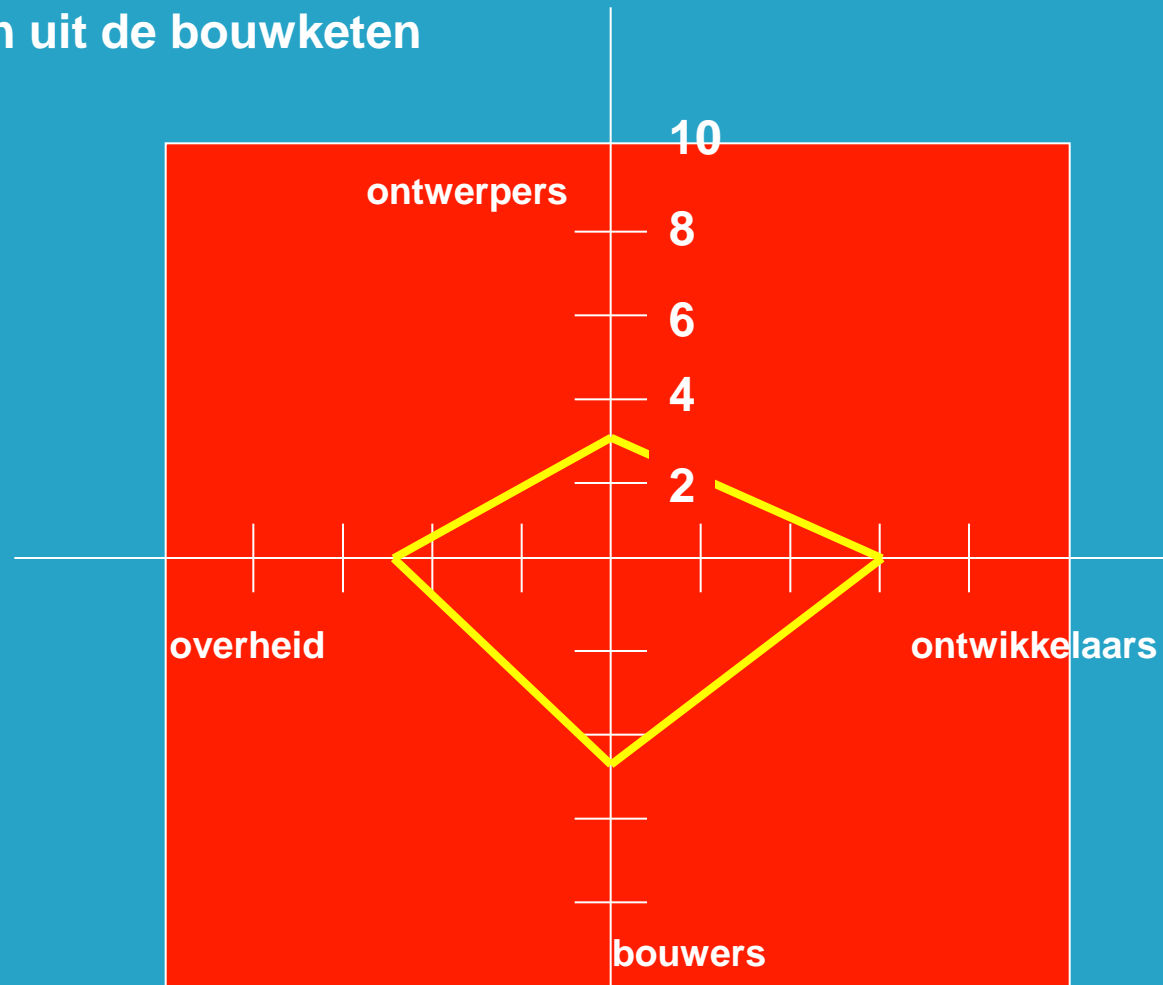 uit de bouwketen
10
ontwerpers
8
6
4
2
overheid
ontwikkelaars
bouwers